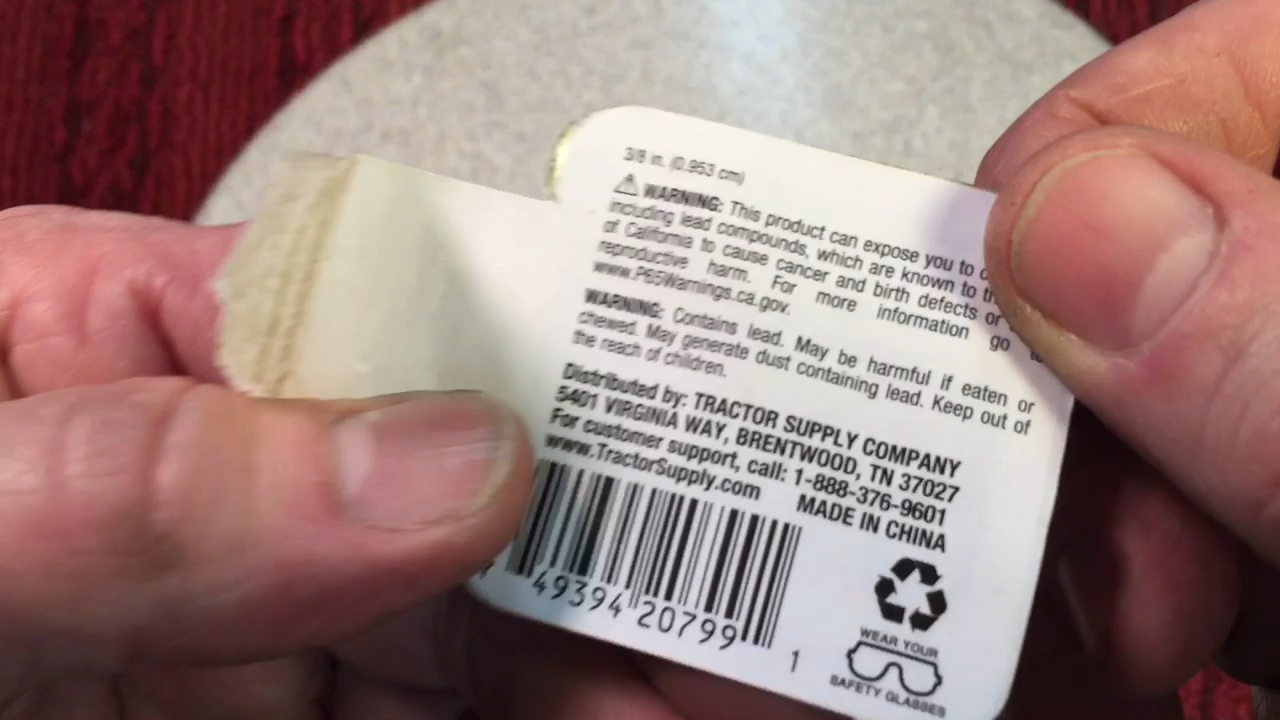 3/8 in. (0.953 cm)
⚠ WARNING: This product can expose you to
including lead compounds, which are known to
of California to cause cancer and birth defects or
reproductive harm. For more information go
www.P65Warnings.ca.gov.
WARNING: Contains lead. May be harmful if eaten or
chewed. May generate dust containing lead. Keep out of
the reach of children.
Distributed by: TRACTOR SUPPLY COMPANY
5401 VIRGINIA WAY, BRENTWOOD, TN 37027
For customer support, call: 1-888-376-9601
www.TractorSupply.com MADE IN CHINA
49394 20799 1
WEAR YOUR
SAFETY GLASSES